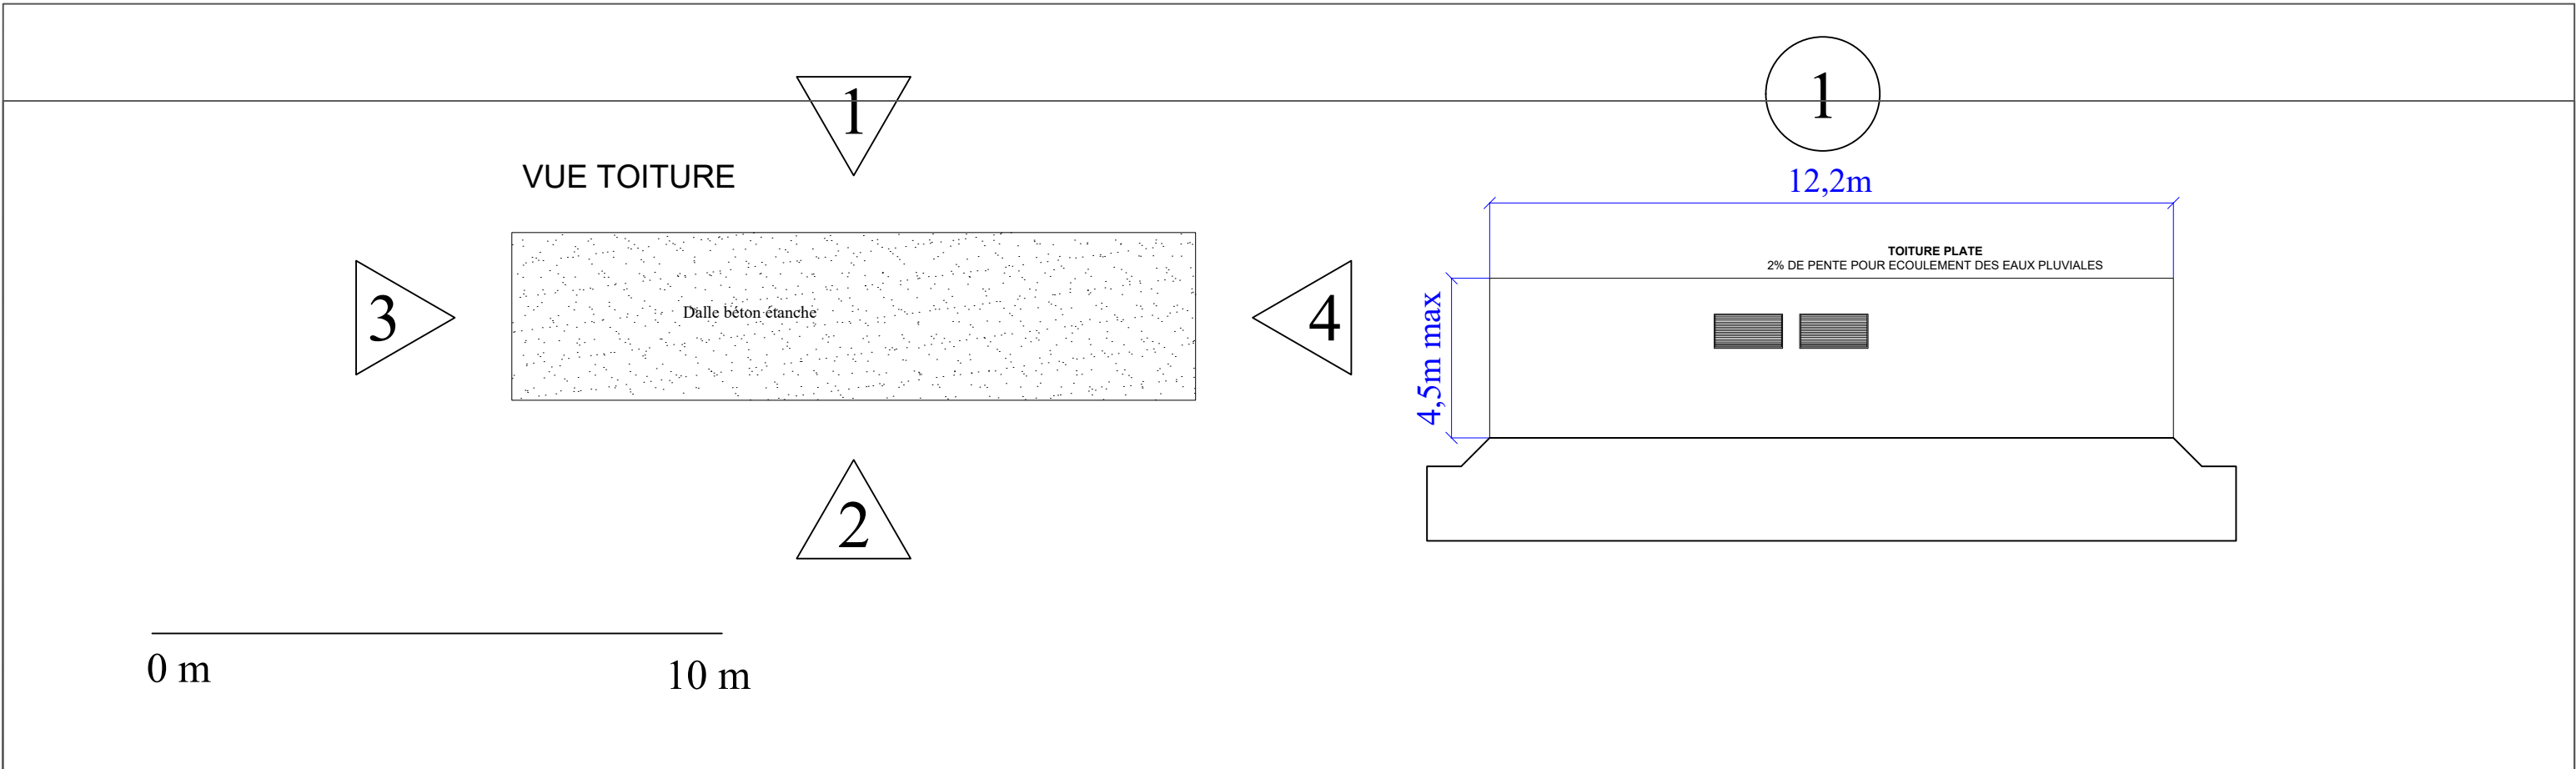 1
VUE TOITURE
3
Dalle béton étanche
4
2
0 m
10 m
1
12,2m
TOITURE PLATE
2% DE PENTE POUR ECOULEMENT DES EAUX PLUVIALES
4,5m max